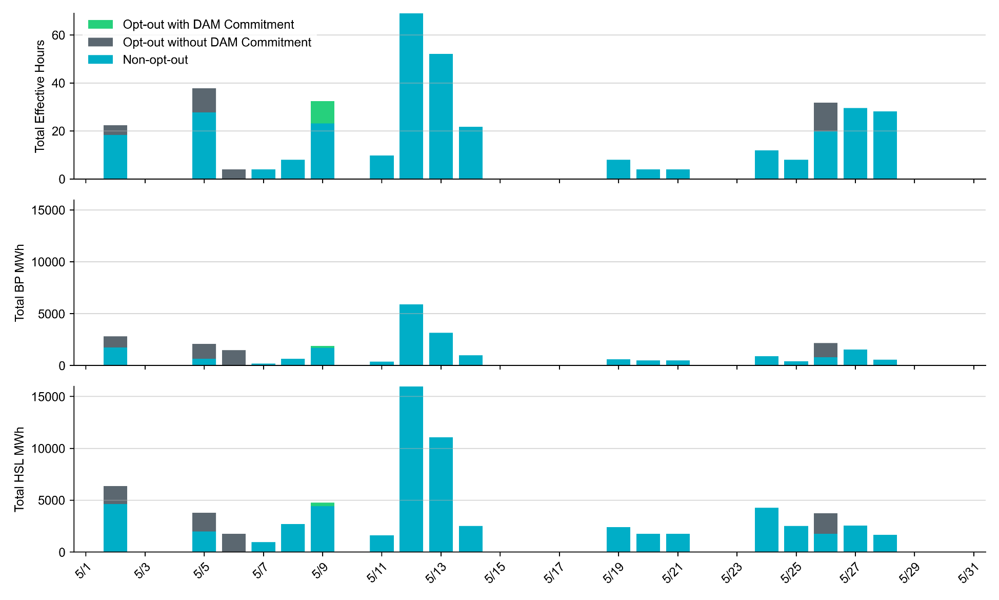 Opt-out with DAM Commitment
Opt-out without DAM Commitment
Non-opt-out
Total Effective Hours
60
40
20
0
Total BP MWh
15000
10000
5000
0
Total HSL MWh
15000
10000
5000
0
5/1 5/3 5/5 5/7 5/9 5/11 5/13 5/15 5/17 5/19 5/21 5/23 5/25 5/27 5/29 5/31